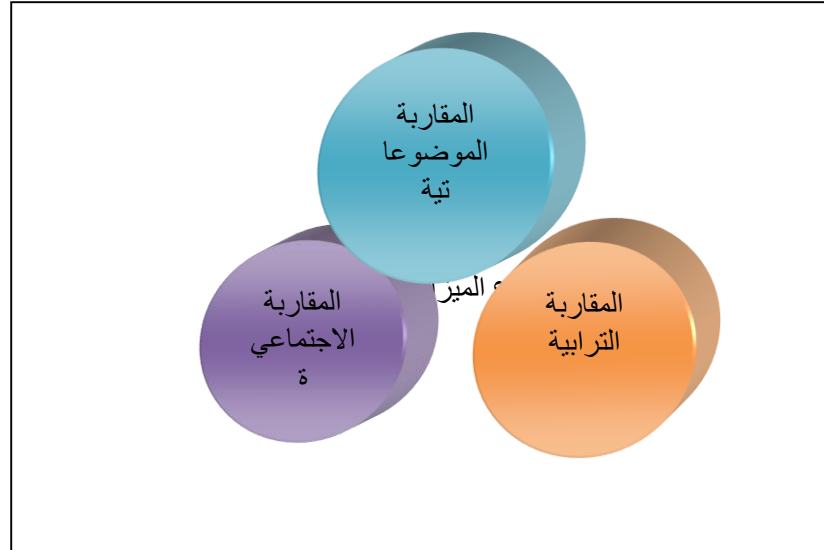 المقاربة
الموضوعا
تية
المقاربة
الترابية
المقاربة
الاجتماعي
ة